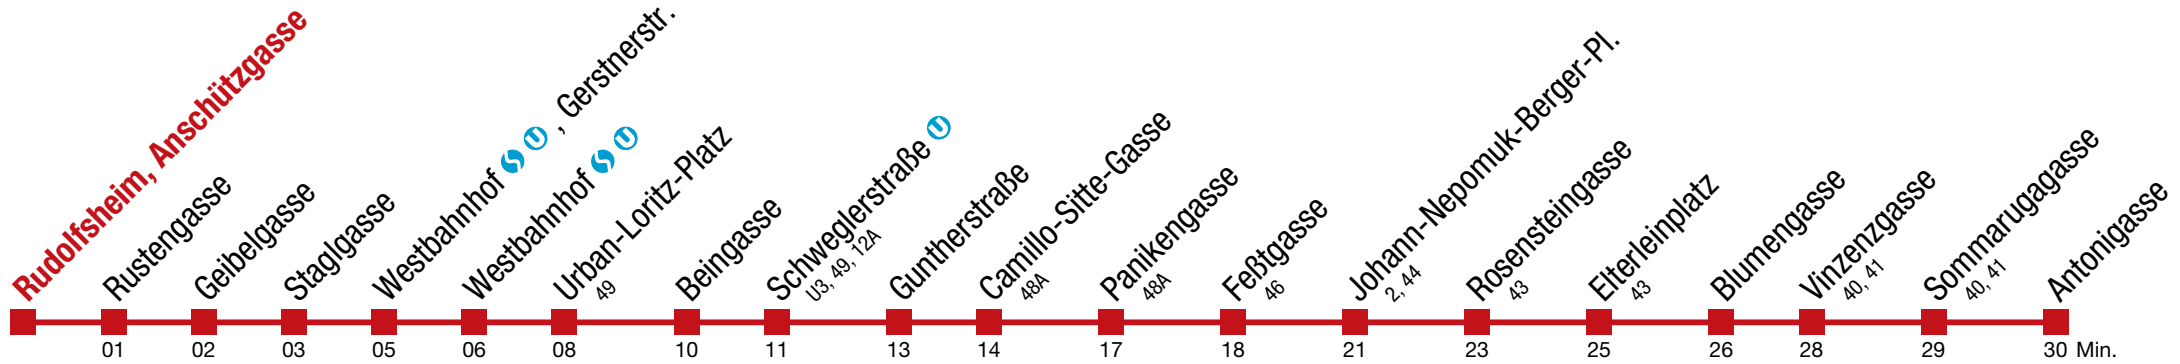 Rudolfsheim, Anschützgasse
Rustengasse
Geibelgasse
Staglgasse
Westbahnhof S U , Gerstnerstr.
Westbahnhof S U
Urban-Loritz-Platz
49
Beingasse
Schweglerstraße U
U3, 49, 12A
Guntherstraße
Camillo-Sitte-Gasse
48A
Panikengasse
48A
Feßtgasse
46
Johann-Nepomuk-Berger-Pl.
2, 44
Rosensteingasse
43
Elterleinplatz
43
Blumengasse
Vinzenzgasse
40, 41
Sommarugagasse
40, 41
Antonigasse
01 02 03 05 06 08 10 11 13 14 17 18 21 23 25 26 28 29 30 Min.